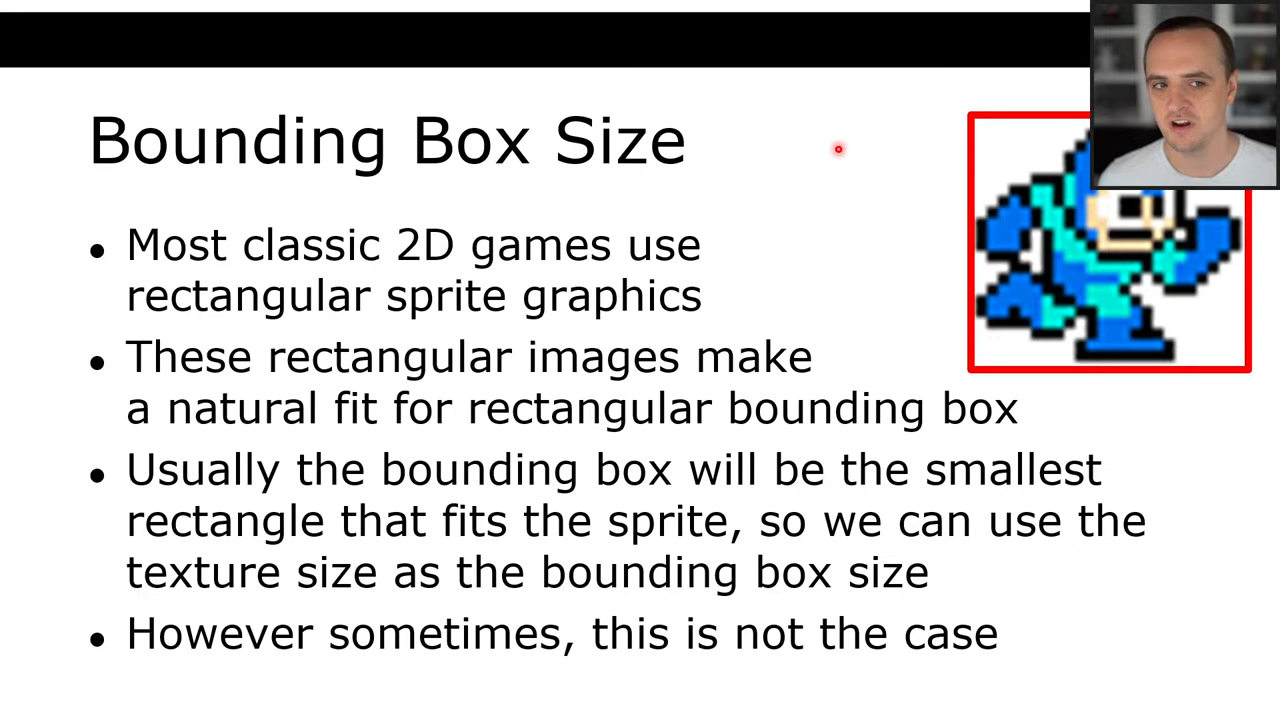 Bounding Box Size
• Most classic 2D games use
rectangular sprite graphics
• These rectangular images make
a natural fit for rectangular bounding box
• Usually the bounding box will be the smallest
rectangle that fits the sprite, so we can use the
texture size as the bounding box size
• However sometimes, this is not the case